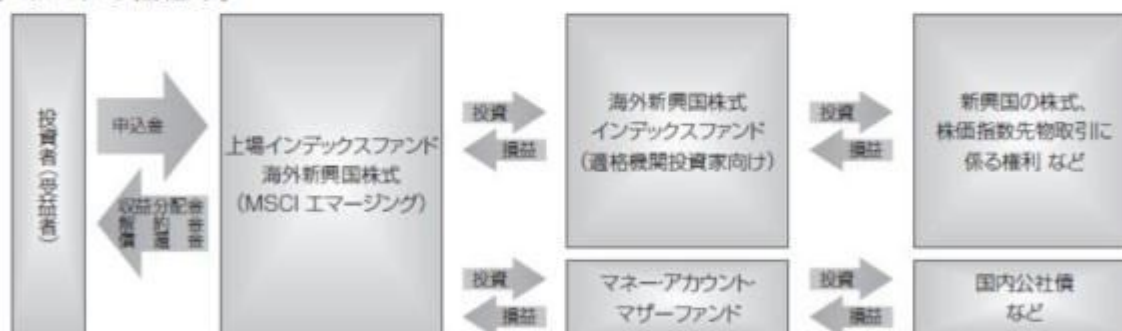 投資者(受益者)
申込金
収益分配金
解約金
償還金
上場インデックスファンド
海外新興国株式
(MSCI エマージング)
投資
損益
海外新興国株式
インデックスファンド
(適格機関投資家向け)
投資
損益
新興国の株式、
株価指数先物取引に
係る権利 など
投資
損益
マネー・アカウント・
マザーファンド
投資
損益
国内公社債
など